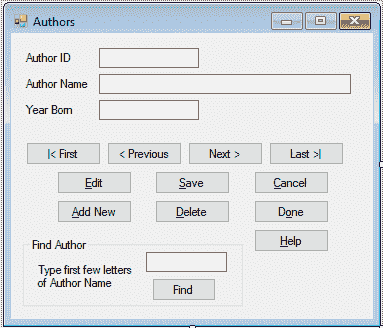 Authors
Author ID
Author Name
Year Born
|< First < Previous Next > Last >|
Edit Save Cancel
Add New Delete Done
Help
Find Author
Type first few letters
of Author Name
Find